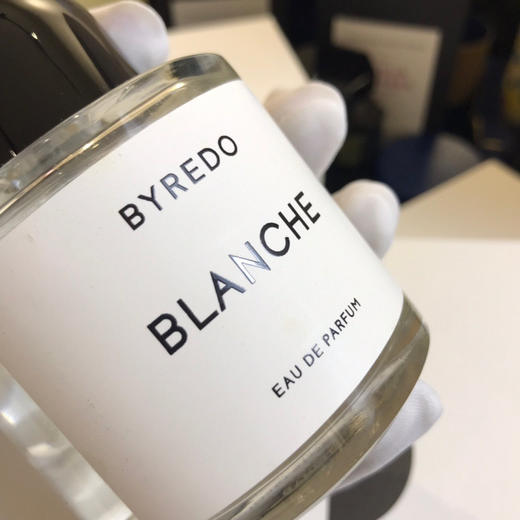 BYREDO
BLANCHE
EAU DE PARFUM